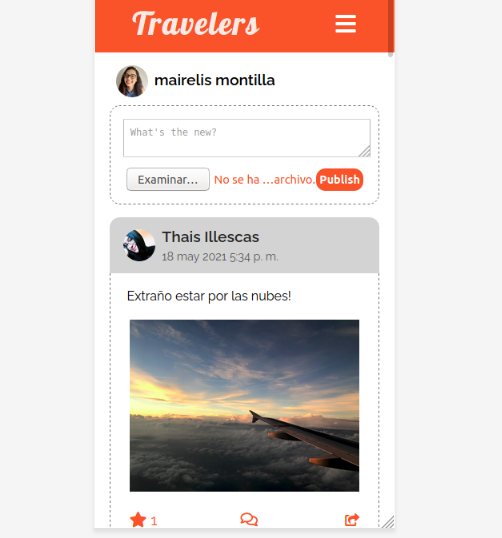 Travelers
mairelis montilla
What's the new?
Examinar...
No se ha ...archivo.
Publish
Thais Illescas
18 may 2021 5:34 p. m.
Extraño estar por las nubes!
1